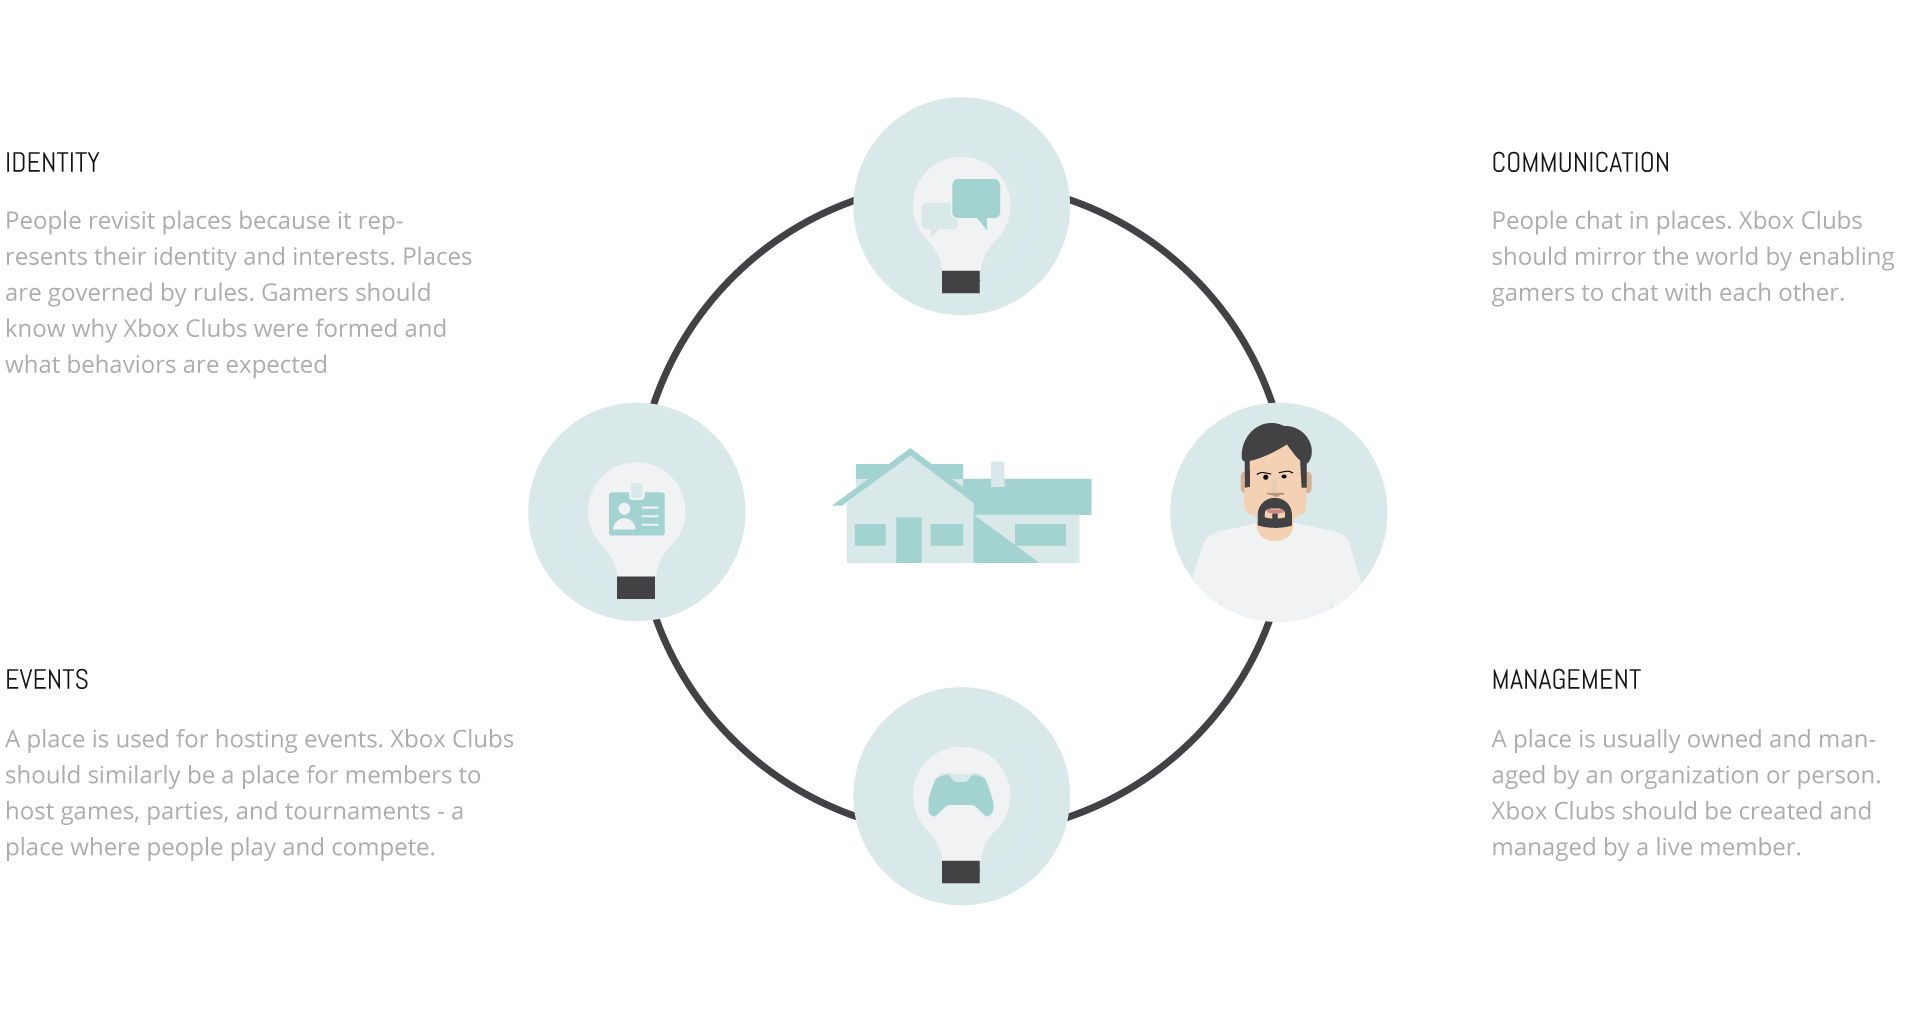 IDENTITY
People revisit places because it rep-
resents their identity and interests. Places
are governed by rules. Gamers should
know why Xbox Clubs were formed and
what behaviors are expected
COMMUNICATION
People chat in places. Xbox Clubs
should mirror the world by enabling
gamers to chat with each other.
EVENTS
A place is used for hosting events. Xbox Clubs
should similarly be a place for members to
host games, parties, and tournaments - a
place where people play and compete.
MANAGEMENT
A place is usually owned and man-
aged by an organization or person.
Xbox Clubs should be created and
managed by a live member.